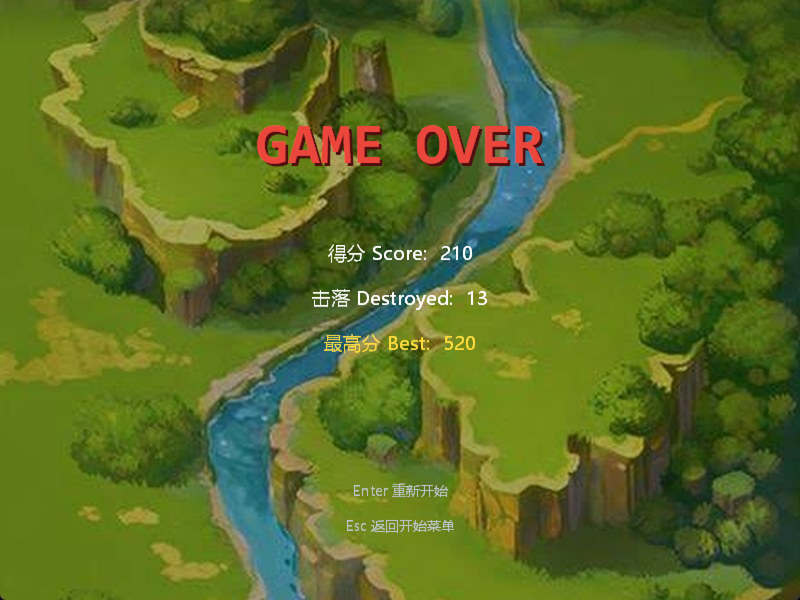 GAME OVER
得分 Score: 210
击落 Destroyed: 13
最高分 Best: 520
Enter 重新开始
Esc 返回开始菜单